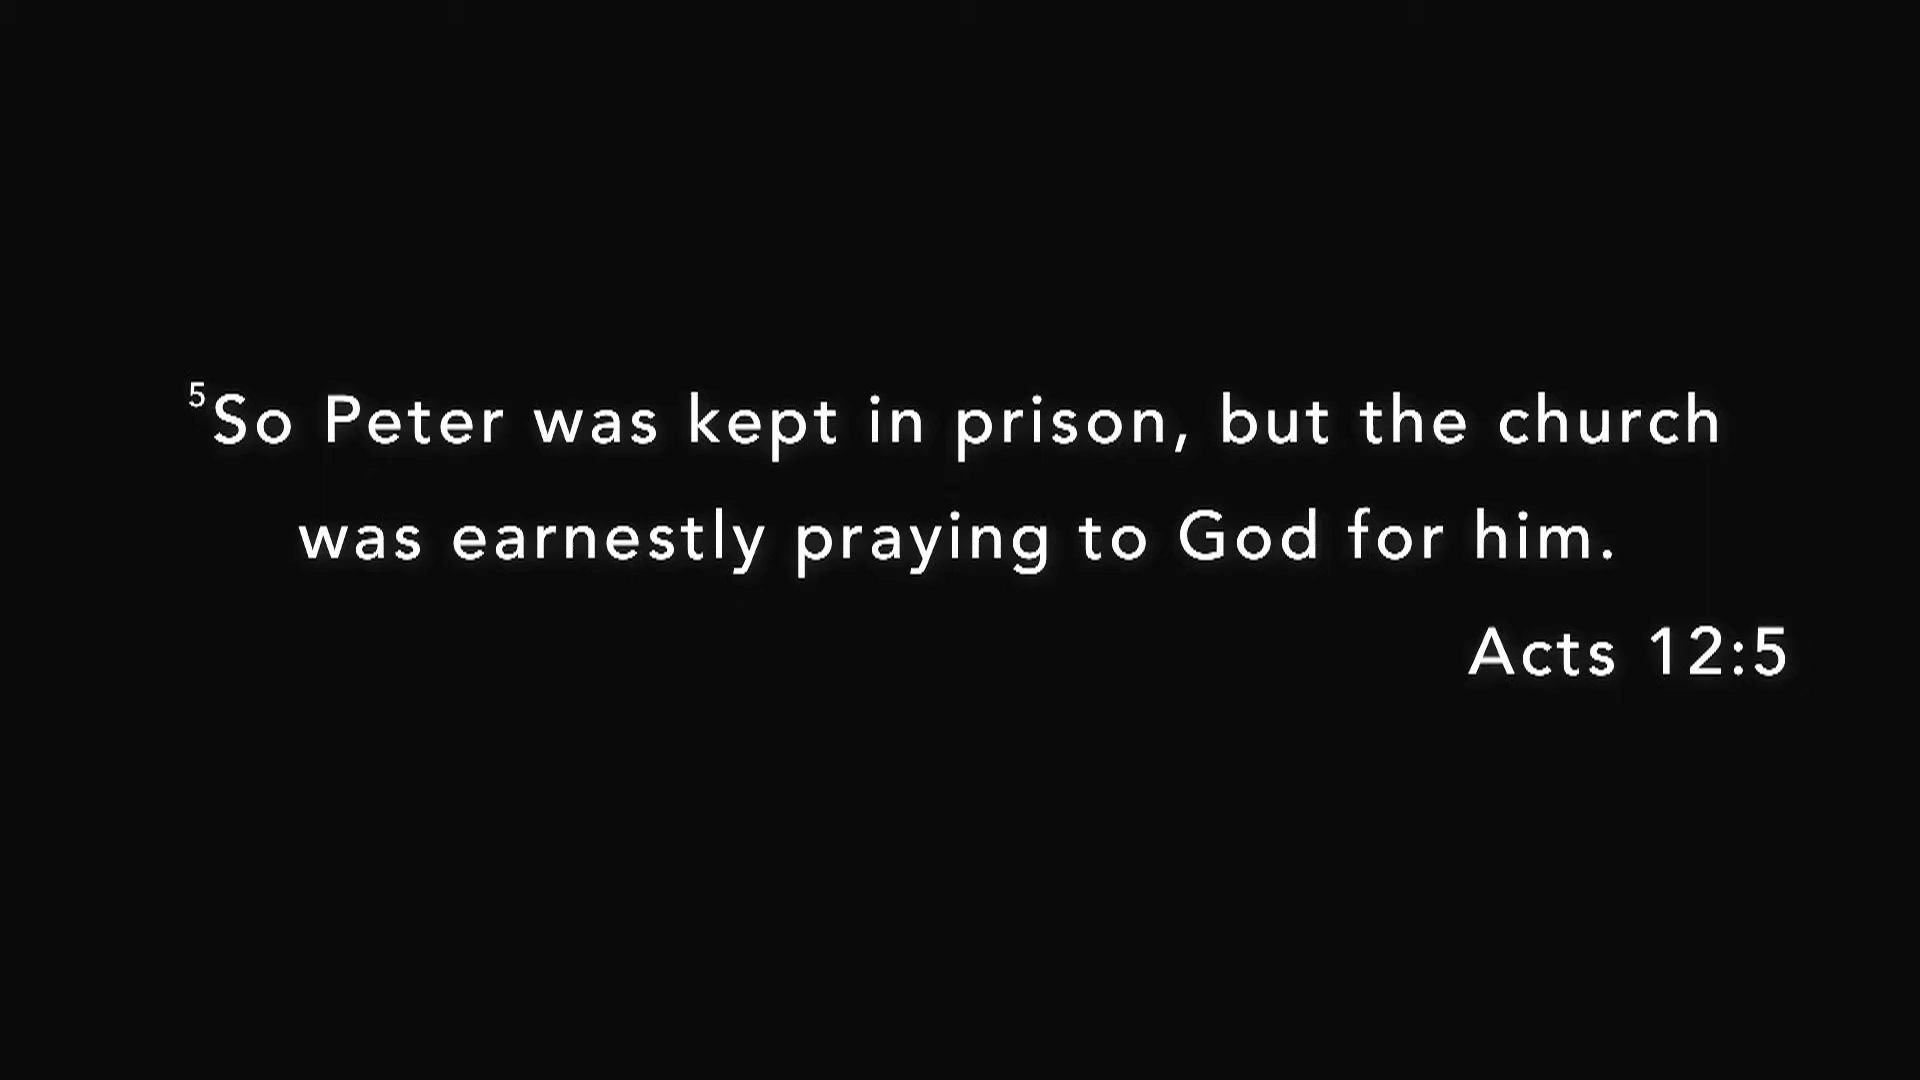 ⁵So Peter was kept in prison, but the church
was earnestly praying to God for him.
Acts 12:5